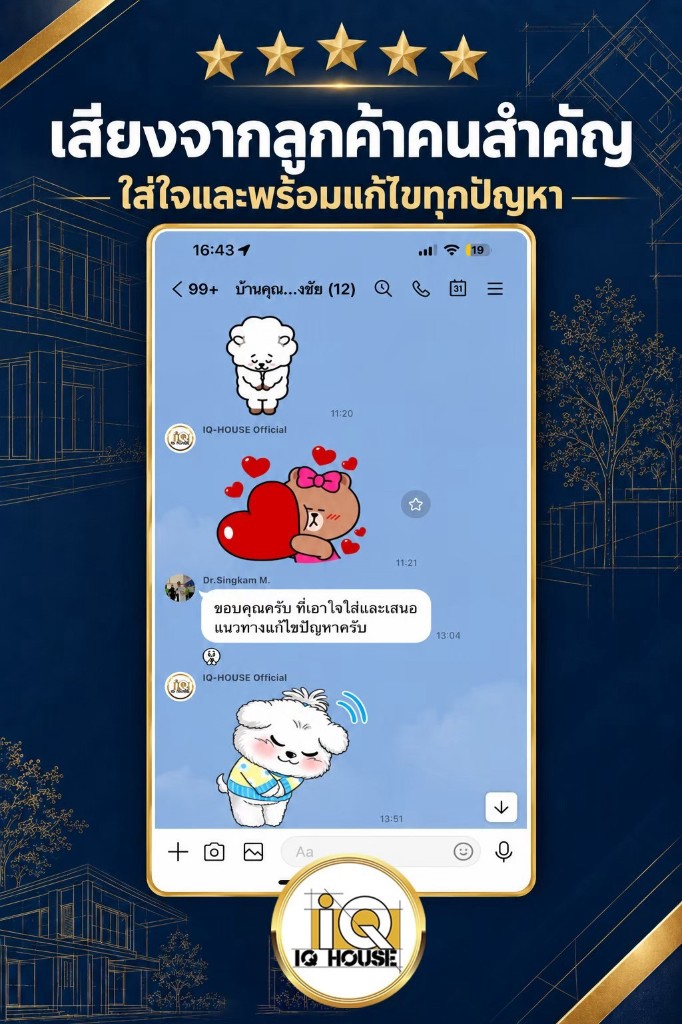 เสียงจากลูกค้าคนสำคัญ
ใส่ใจและพร้อมแก้ไขทุกปัญหา
16:43
19
99+ บ้านคุณ...งชัย (12)
31
11:20
IQ-HOUSE Official
11:21
Dr.Singkam M.
ขอบคุณครับ ที่เอาใจใส่และเสนอ
แนวทางแก้ไขปัญหาครับ
13:04
IQ-HOUSE Official
13:51
Aa
iQ
IQ HOUSE